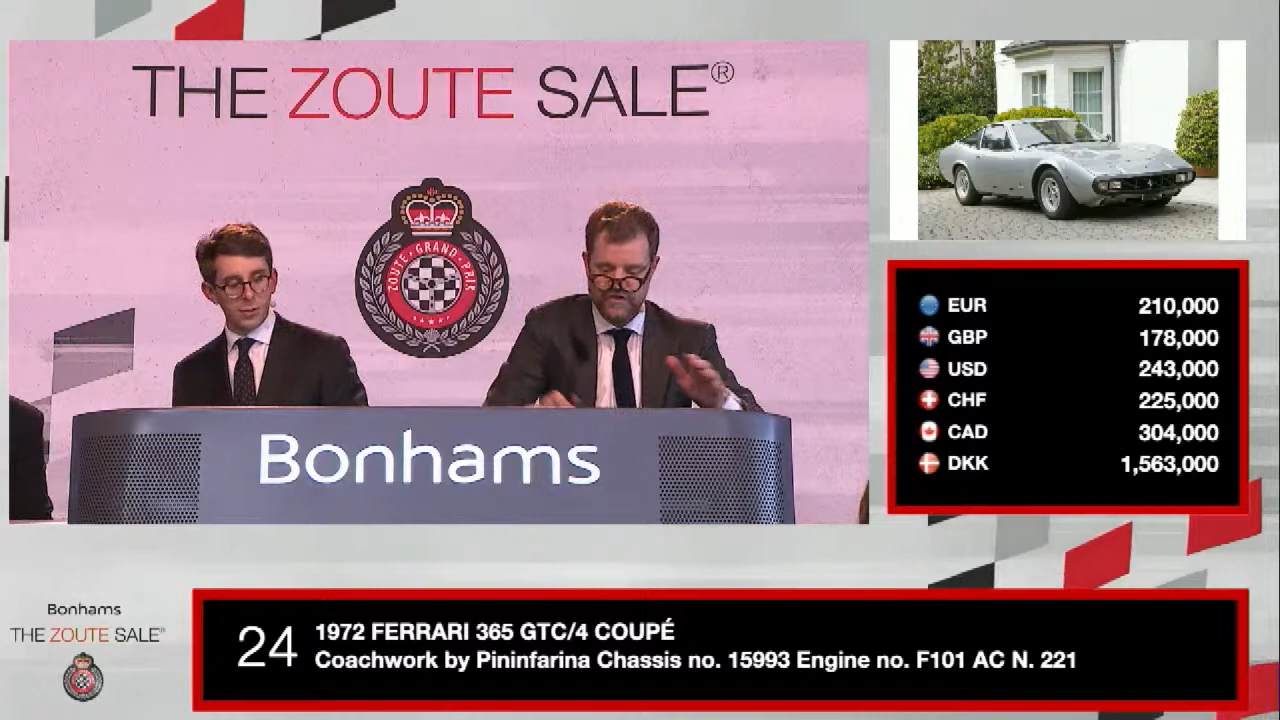 THE ZOUTE SALE®
ZOUTE · GRAND · PRIX
Bonhams
EUR 210,000
GBP 178,000
USD 243,000
CHF 225,000
CAD 304,000
DKK 1,563,000
Bonhams
THE ZOUTE SALE®
24
1972 FERRARI 365 GTC/4 COUPÉ
Coachwork by Pininfarina Chassis no. 15993 Engine no. F101 AC N. 221